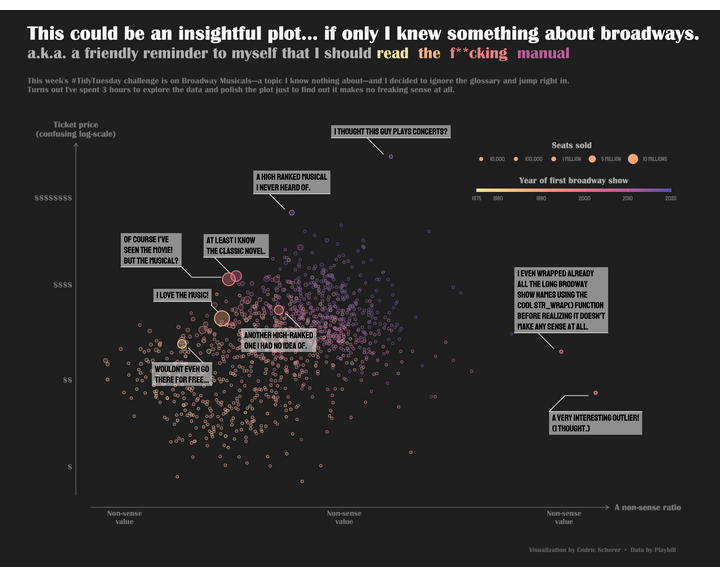 This could be an insightful plot... if only I knew something about broadways.
a.k.a. a friendly reminder to myself that I should read the f**cking manual
This week's #TidyTuesday challenge is on Broadway Musicals—a topic I know nothing about—and I decided to ignore the glossary and jump right in.
Turns out I've spent 3 hours to explore the data and polish the plot just to find out it makes no freaking sense at all.
Ticket price
(confusing log-scale)
I THOUGHT THIS GUY PLAYS CONCERTS?
Seats sold
10,000 100,000 1 MILLION 5 MILLION 10 MILLIONS
Year of first broadway show
1975 1980 1990 2000 2010 2020
A HIGH RANKED MUSICAL
I NEVER HEARD OF.
$$$$$$$$
OF COURSE I'VE
SEEN THE MOVIE!
BUT THE MUSICAL?
AT LEAST I KNOW
THE CLASSIC NOVEL.
$$$$
I LOVE THE MUSIC!
I EVEN WRAPPED ALREADY
ALL THE LONG BRODWAY
SHOW NAMES USING THE
COOL STR_WRAP() FUNCTION
BEFORE REALIZING IT DOESN'T
MAKE ANY SENSE AT ALL.
ANOTHER HIGH-RANKED
ONE I HAD NO IDEA OF.
WOULDNT EVEN GO
THERE FOR FREE...
$$
A VERY INTERESTING OUTLIER!
(I THOUGHT.)
$
A non-sense ratio
Non-sense
value
Non-sense
value
Non-sense
value
Visualization by Cédric Scherer • Data by Playbill